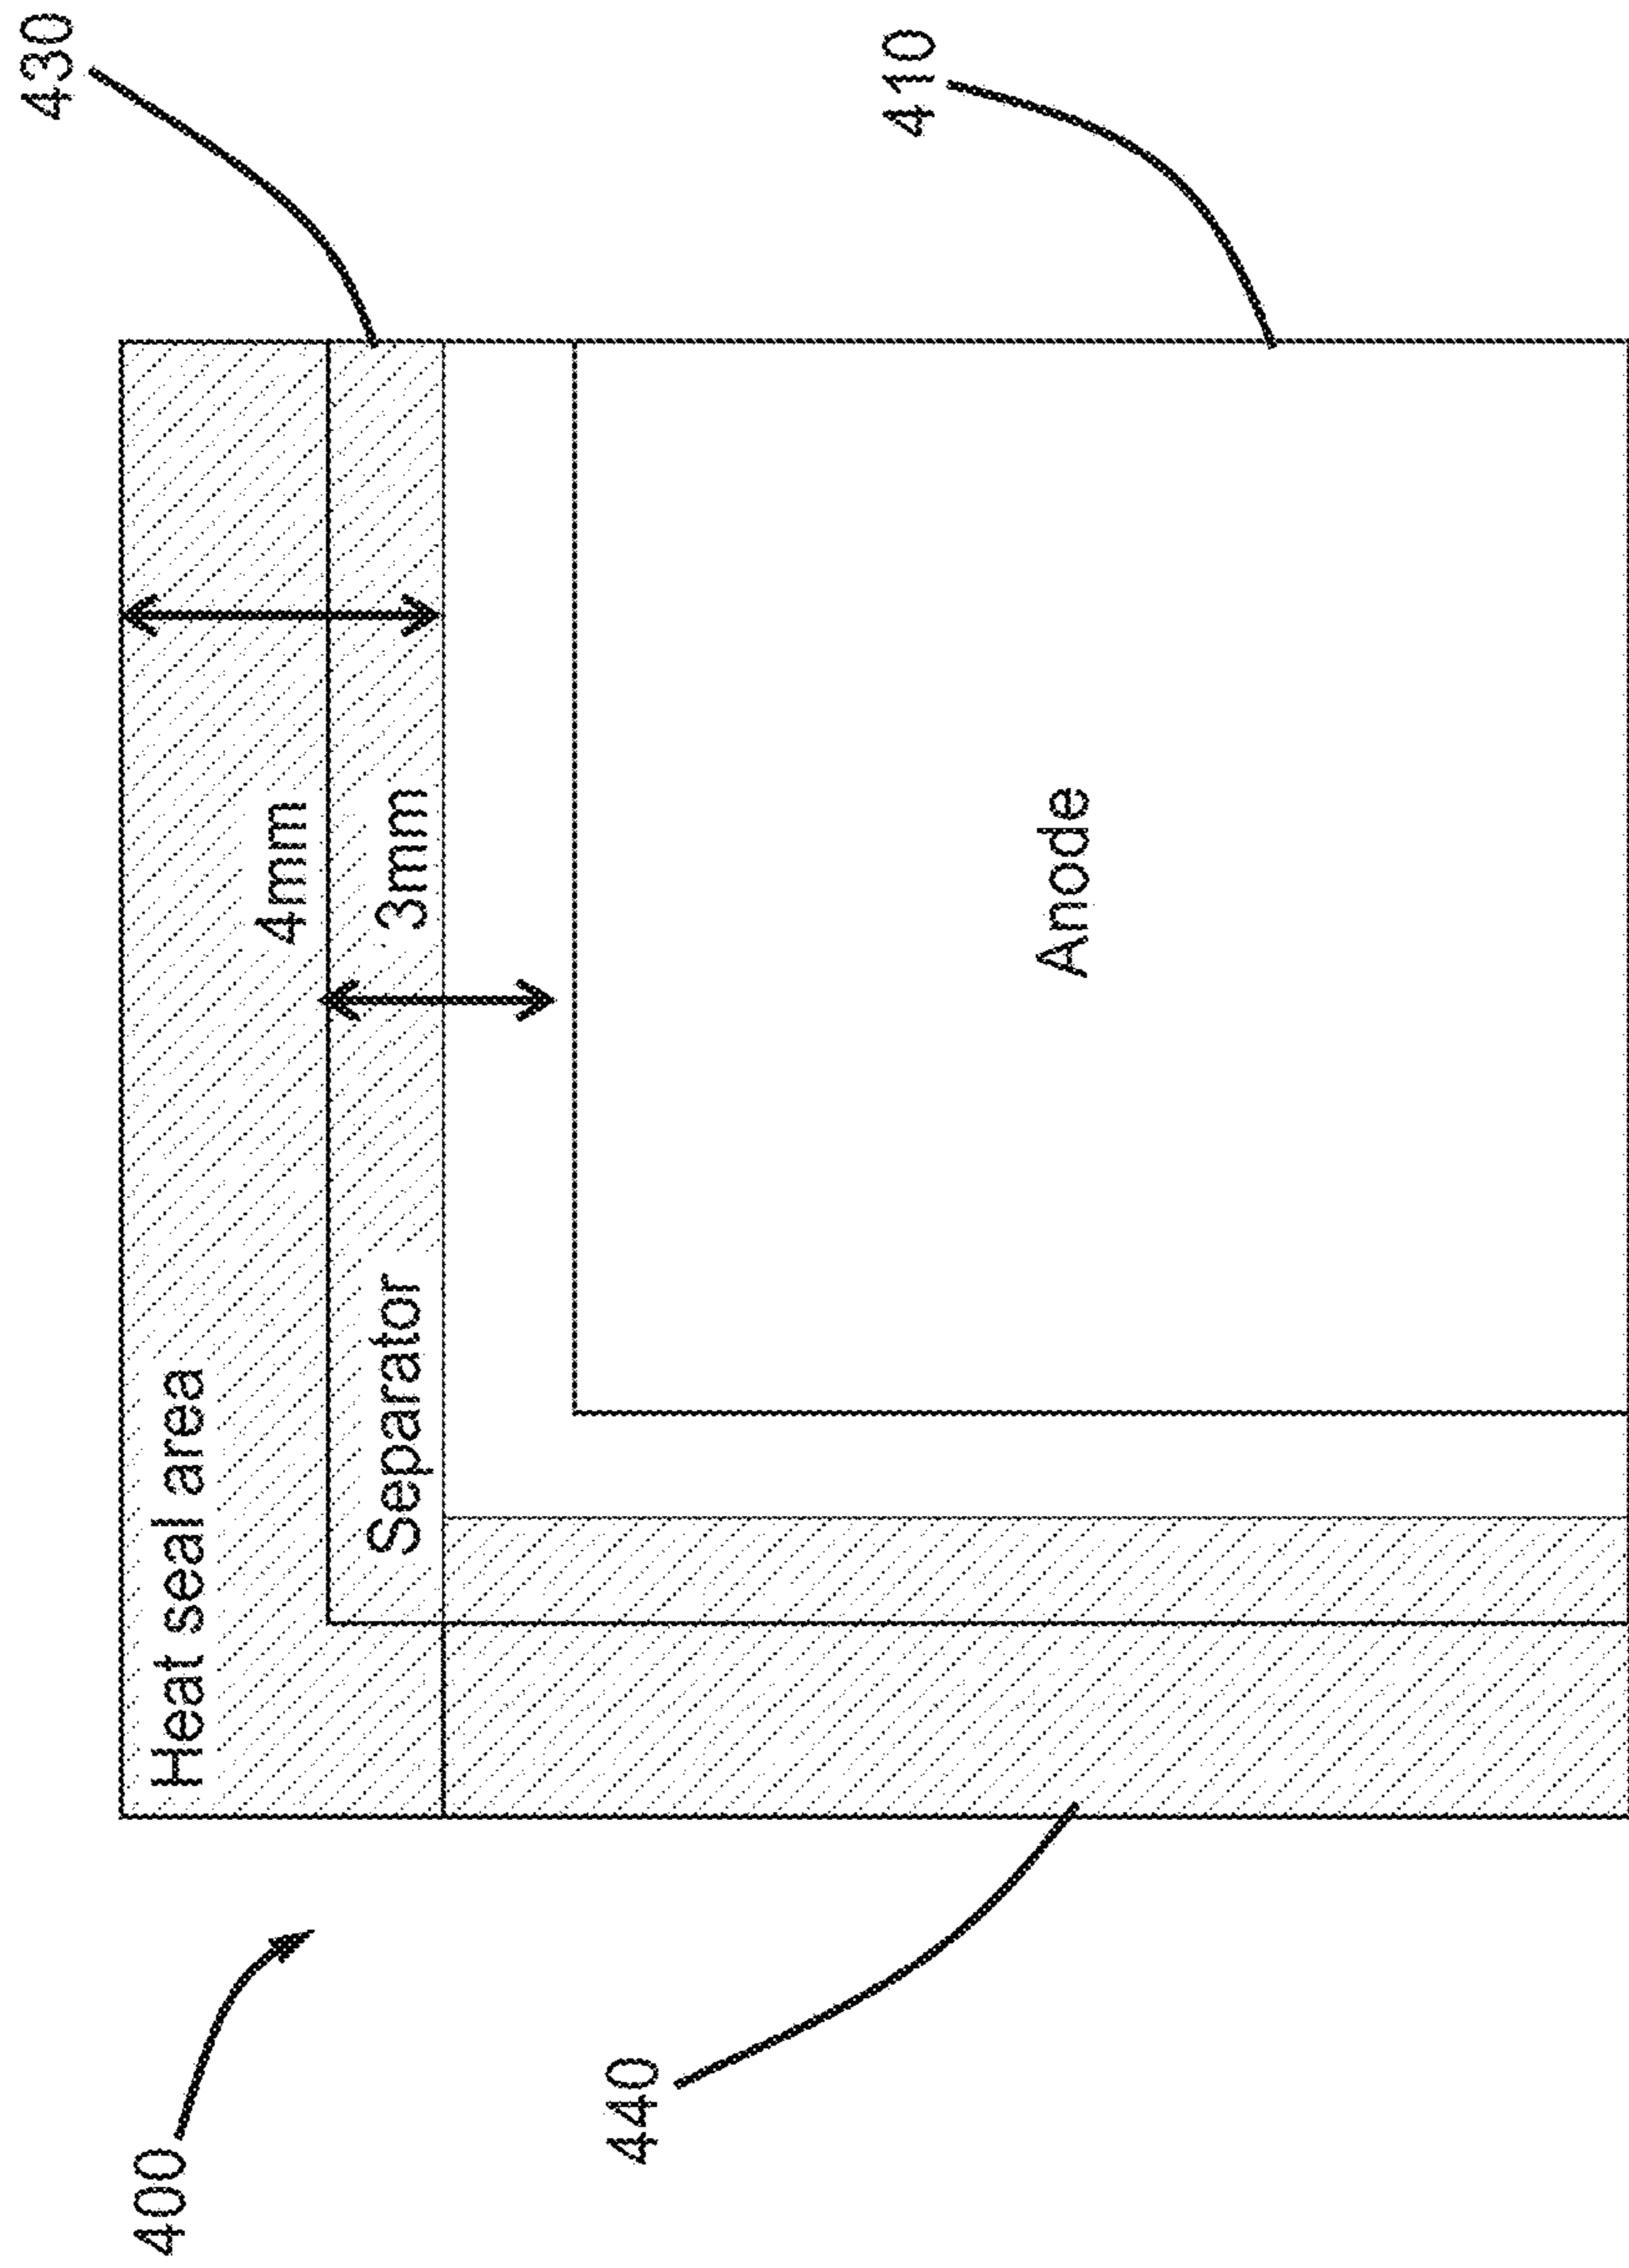 400
Heat seal area
4mm
430
Separator
3mm
440
Anode
410